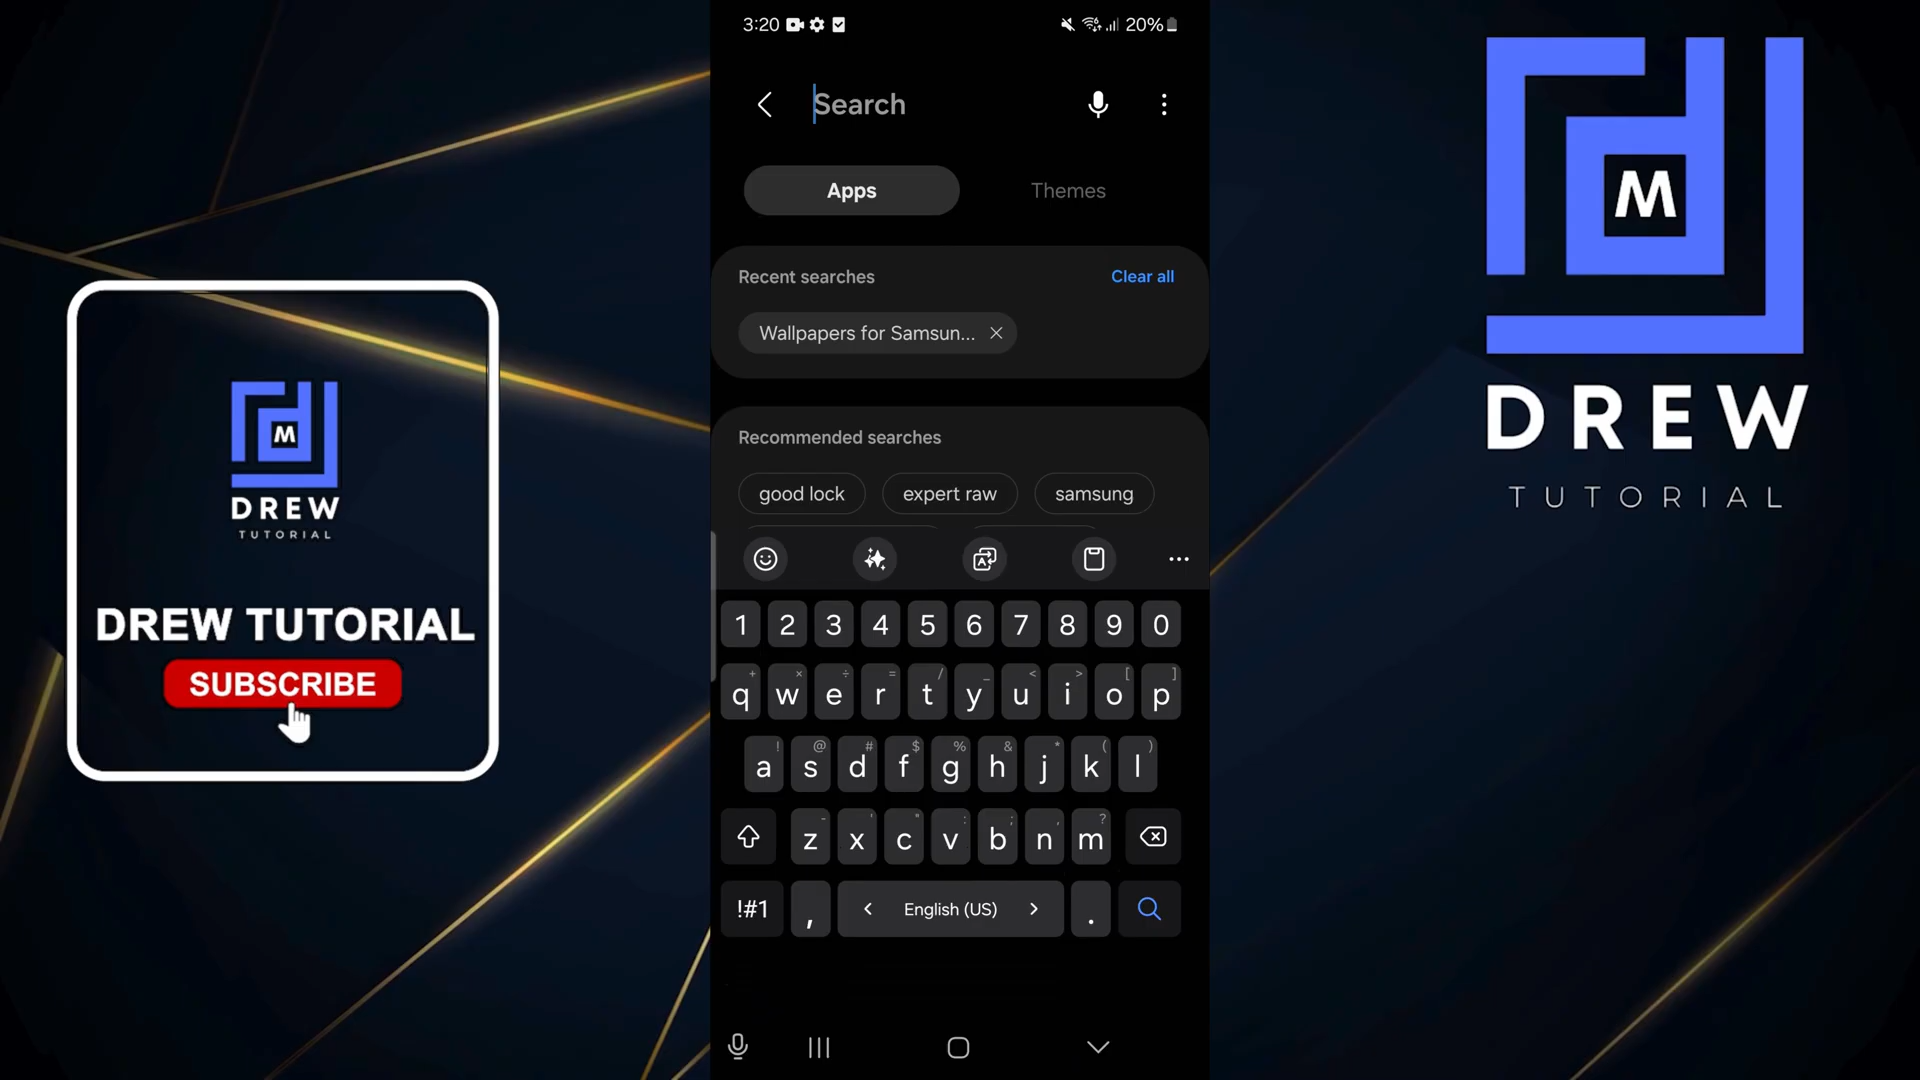 3:20
20%
Search
Apps
Themes
Recent searches
Clear all
Wallpapers for Samsun...
Recommended searches
good lock
expert raw
samsung
1 2 3 4 5 6 7 8 9 0
+ × ÷ = / _ < > [ ]
q w e r t y u i o p
! @ # $ % & * ( )
a s d f g h j k l
- ' " : ; , ?
z x c v b n m
!#1 , < English (US) > .
M
DREW
TUTORIAL
DREW TUTORIAL
SUBSCRIBE
M
DREW
TUTORIAL